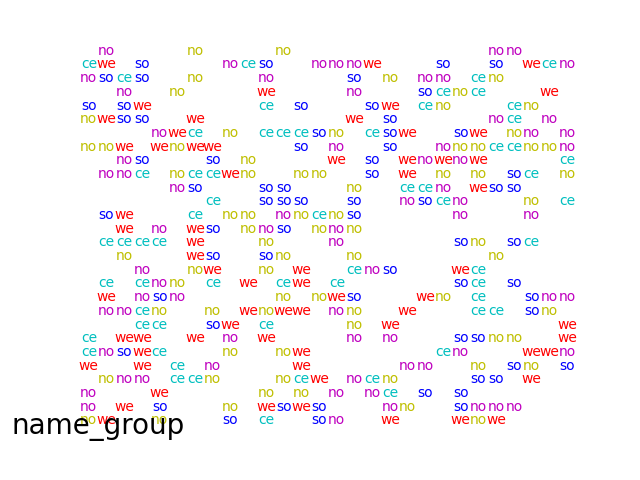 no no no no no
ce we so no ce so no no no we so so we ce no
no so ce so no no so no no no ce no
no no we no so ce no ce we
so so we ce so so we ce no ce no
no we so so we we so no ce no
no we ce no ce ce ce so no ce so we so we no no no
no no we we no we we so no so no no no ce ce no no no
no so so no we so we no we no we ce
no no ce no ce ce we no no no so we no no so ce no
no so so so no ce ce no we so so
ce so so so so no so ce no no ce
so we ce no no no no ce no so no no
we no we so no no so no no no
ce ce ce ce we no no so no so ce
no we so so no no no
no no we no we ce no so we ce
ce ce no no ce we ce we ce so ce so
we no so no no no we so we no ce so no no
no no ce no no we no we we no no we ce ce so no
ce ce so we ce no we we
ce we we we no we no no so so no no we
ce no so we ce no no we ce no we we no
we we ce no we no no no so no so
no no no ce ce no no ce we no ce no so so we
no we no no no no ce so so
no we so no we so we so no no so no no no
no we no so ce so no we we no we
name_group